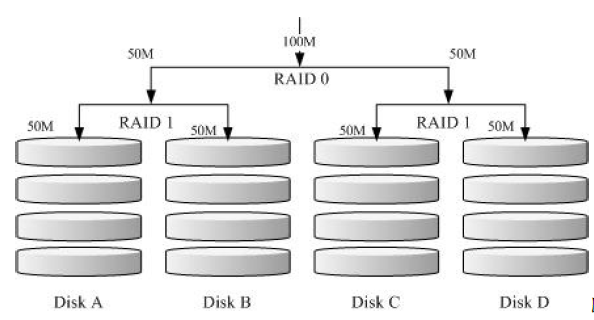 100M
50M 50M
RAID 0
RAID 1 RAID 1
50M 50M 50M 50M
Disk A Disk B Disk C Disk D